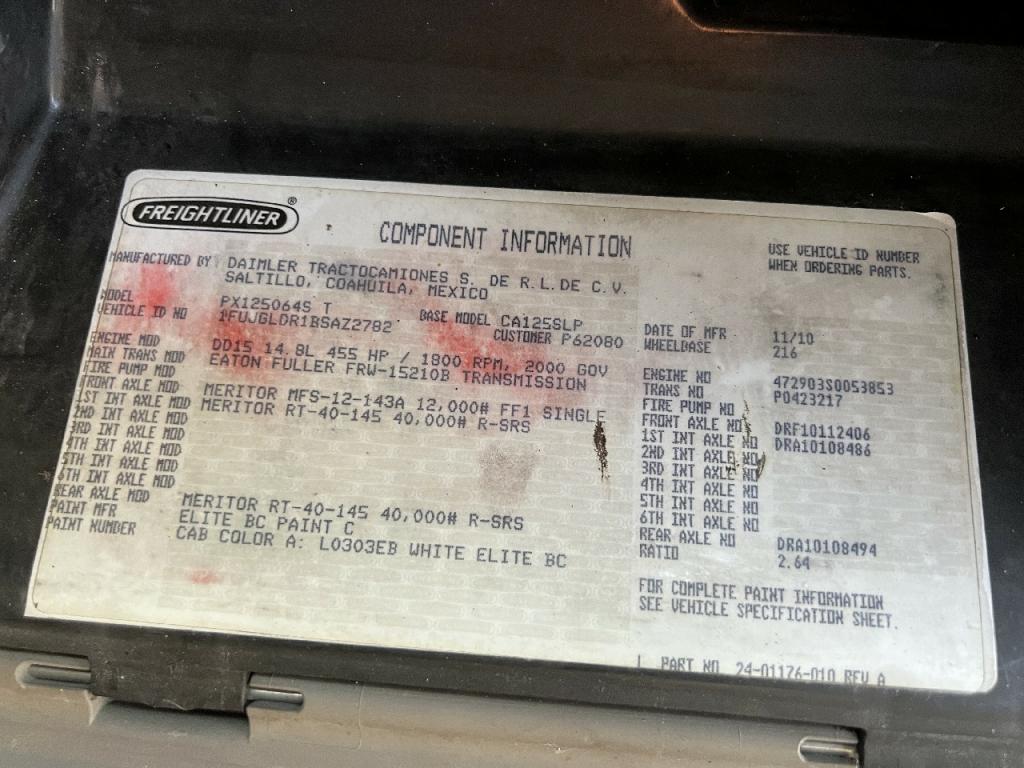 FREIGHTLINER®
COMPONENT INFORMATION
USE VEHICLE ID NUMBER
WHEN ORDERING PARTS.
MANUFACTURED BY DAIMLER TRACTOCAMIONES S. DE R.L.DE C.V.
SALTILLO, COAHUILA, MEXICO
MODEL PX125064S T BASE MODEL CA125SLP
VEHICLE ID NO 1FUJGLDR1BSAZ2782 CUSTOMER P62080
DATE OF MFR 11/10
WHEELBASE 216
ENGINE MOD DD15 14.8L 455 HP / 1800 RPM, 2000 GOV
MAIN TRANS MOD EATON FULLER FRW-15210B TRANSMISSION
FIRE PUMP MOD
FRONT AXLE MOD MERITOR MFS-12-143A 12,000# FF1 SINGLE
1ST INT AXLE MOD MERITOR RT-40-145 40,000# R-SRS
2ND INT AXLE MOD
3RD INT AXLE MOD
4TH INT AXLE MOD
5TH INT AXLE MOD
6TH INT AXLE MOD
REAR AXLE MOD MERITOR RT-40-145 40,000# R-SRS
PAINT MFR ELITE BC PAINT C
PAINT NUMBER CAB COLOR A: L0303EB WHITE ELITE BC
ENGINE NO 472903S0053853
TRANS NO P0423217
FIRE PUMP NO
FRONT AXLE NO DRF10112406
1ST INT AXLE NO DRA10108486
2ND INT AXLE NO
3RD INT AXLE NO
4TH INT AXLE NO
5TH INT AXLE NO
6TH INT AXLE NO
REAR AXLE NO DRA10108494
RATIO 2.64
FOR COMPLETE PAINT INFORMATION
SEE VEHICLE SPECIFICATION SHEET.
PART NO 24-01176-010 REV A